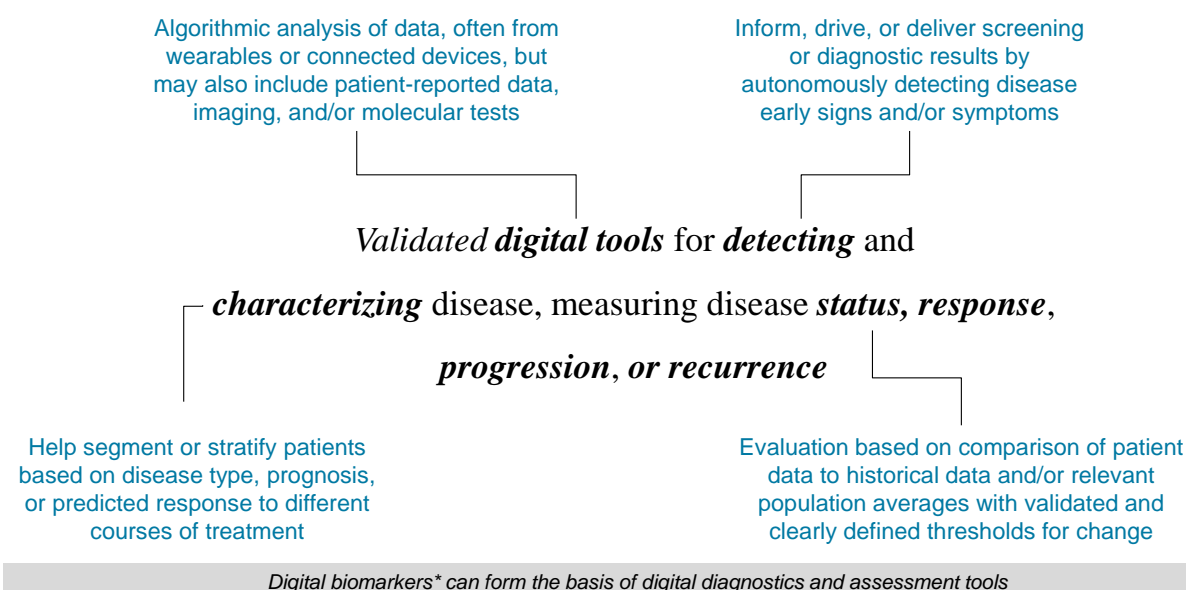 Algorithmic analysis of data, often from
wearables or connected devices, but
may also include patient-reported data,
imaging, and/or molecular tests
Inform, drive, or deliver screening
or diagnostic results by
autonomously detecting disease
early signs and/or symptoms
Validated digital tools for detecting and
characterizing disease, measuring disease status, response,
progression, or recurrence
Help segment or stratify patients
based on disease type, prognosis,
or predicted response to different
courses of treatment
Evaluation based on comparison of patient
data to historical data and/or relevant
population averages with validated and
clearly defined thresholds for change
Digital biomarkers* can form the basis of digital diagnostics and assessment tools